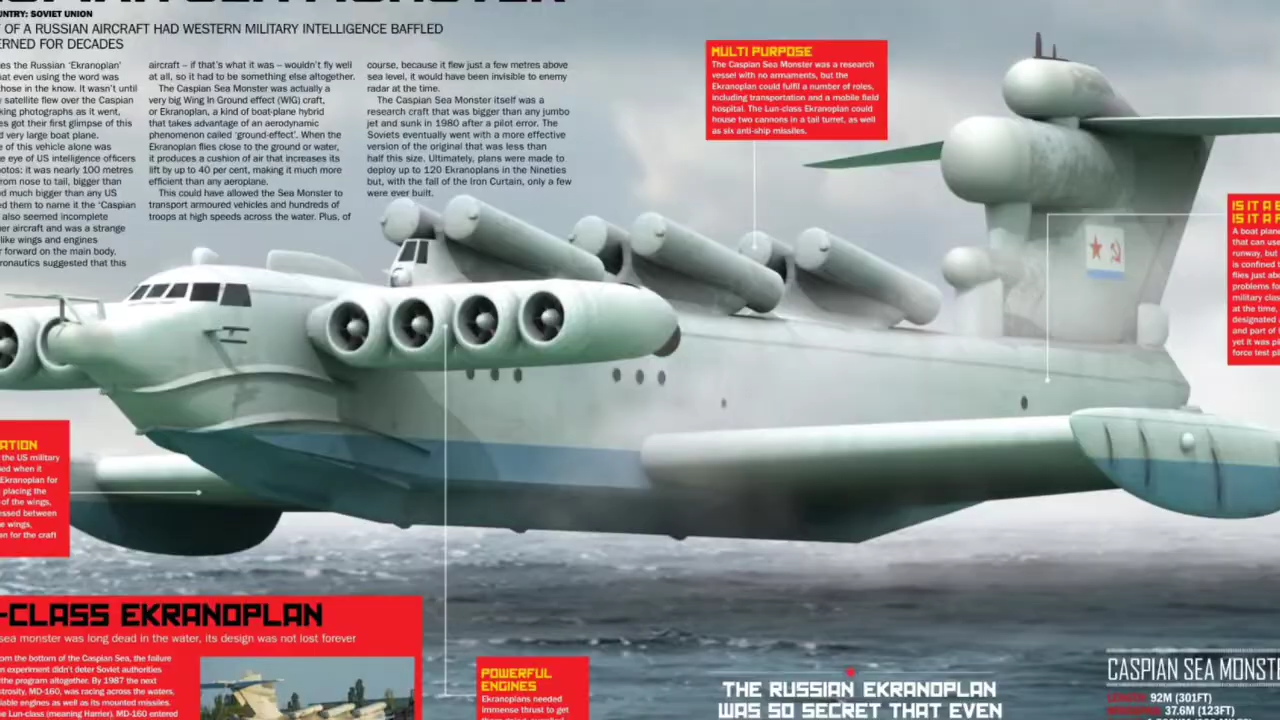 COUNTRY: SOVIET UNION
OF A RUSSIAN AIRCRAFT HAD WESTERN MILITARY INTELLIGENCE BAFFLED
FOR DECADES
es the Russian ‘Ekranoplan’
at even using the word was
those in the know. It wasn’t until
satellite flew over the Caspian
king photographs as it went,
es got their first glimpse of this
d very large boat plane.
e of this vehicle alone was
e eye of US intelligence officers
otos: it was nearly 100 metres
from nose to tail, bigger than
d much bigger than any US
ed them to name it the ‘Caspian
also seemed incomplete
er aircraft and was a strange
like wings and engines
r forward on the main body,
ronautics suggested that this
aircraft – if that’s what it was – wouldn’t fly well
at all, so it had to be something else altogether.
The Caspian Sea Monster was actually a
very big Wing In Ground effect (WIG) craft,
or Ekranoplan, a kind of boat-plane hybrid
that takes advantage of an aerodynamic
phenomenon called ‘ground-effect’. When the
Ekranoplan flies close to the ground or water,
it produces a cushion of air that increases its
lift by up to 40 per cent, making it much more
efficient than any aeroplane.
This could have allowed the Sea Monster to
transport armoured vehicles and hundreds of
troops at high speeds across the water. Plus, of
course, because it flew just a few metres above
sea level, it would have been invisible to enemy
radar at the time.
The Caspian Sea Monster itself was a
research craft that was bigger than any jumbo
jet and sunk in 1980 after a pilot error. The
Soviets eventually went with a more effective
version of the original that was less than
half this size. Ultimately, plans were made to
deploy up to 120 Ekranoplans in the Nineties
but, with the fall of the Iron Curtain, only a few
were ever built.
MULTI PURPOSE
The Caspian Sea Monster was a research
vessel with no armaments, but the
Ekranoplan could fulfil a number of roles,
including transportation and a mobile field
hospital. The Lun-class Ekranoplan could
house two cannons in a tail turret, as well
as six anti-ship missiles.
IS IT A B
IS IT A P
A boat plane
that can use
runway, but
is confined t
flies just abo
problems fo
military clas
at the time,
designated a
and part of t
yet it was pi
force test pl
ATION
the US military
ed when it
Ekranoplan for
placing the
of the wings,
essed between
e wings,
an for the craft
-CLASS EKRANOPLAN
sea monster was long dead in the water, its design was not lost forever
om the bottom of the Caspian Sea, the failure
n experiment didn’t deter Soviet authorities
the program altogether. By 1987 the next
strosity, MD-160, was racing across the waters,
iable engines as well as its mounted missiles.
e Lun-class (meaning Harrier), MD-160 entered
POWERFUL
ENGINES
Ekranoplans needed
immense thrust to get
THE RUSSIAN EKRANOPLAN
WAS SO SECRET THAT EVEN
CASPIAN SEA MONSTE
92M (301FT)
37.6M (123FT)